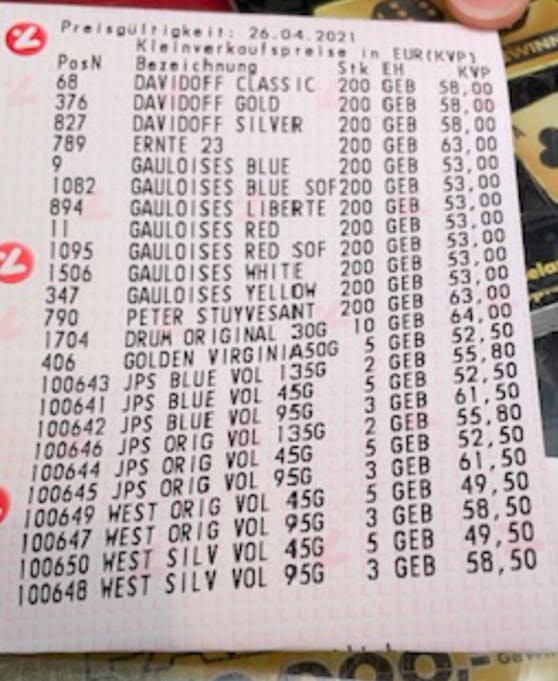 Preisgültigkeit: 26.04.2021
Kleinverkaufspreise in EUR(KVP)
PosN Bezeichnung Stk EH KVP
68 DAVIDOFF CLASSIC 200 GEB 58,00
376 DAVIDOFF GOLD 200 GEB 58,00
827 DAVIDOFF SILVER 200 GEB 58,00
789 ERNTE 23 200 GEB 63,00
9 GAULOISES BLUE 200 GEB 53,00
1082 GAULOISES BLUE SOF200 GEB 53,00
894 GAULOISES LIBERTE 200 GEB 53,00
11 GAULOISES RED 200 GEB 53,00
1095 GAULOISES RED SOF 200 GEB 53,00
1506 GAULOISES WHITE 200 GEB 53,00
347 GAULOISES YELLOW 200 GEB 53,00
790 PETER STUYVESANT 200 GEB 63,00
1704 DRUM ORIGINAL 30G 10 GEB 64,00
406 GOLDEN VIRGINIA50G 5 GEB 52,50
100643 JPS BLUE VOL 135G 2 GEB 55,80
100641 JPS BLUE VOL 45G 5 GEB 52,50
100642 JPS BLUE VOL 95G 3 GEB 61,50
100646 JPS ORIG VOL 135G 2 GEB 55,80
100644 JPS ORIG VOL 45G 5 GEB 52,50
100645 JPS ORIG VOL 95G 3 GEB 61,50
100649 WEST ORIG VOL 45G 5 GEB 49,50
100647 WEST ORIG VOL 95G 3 GEB 58,50
100650 WEST SILV VOL 45G 5 GEB 49,50
100648 WEST SILV VOL 95G 3 GEB 58,50